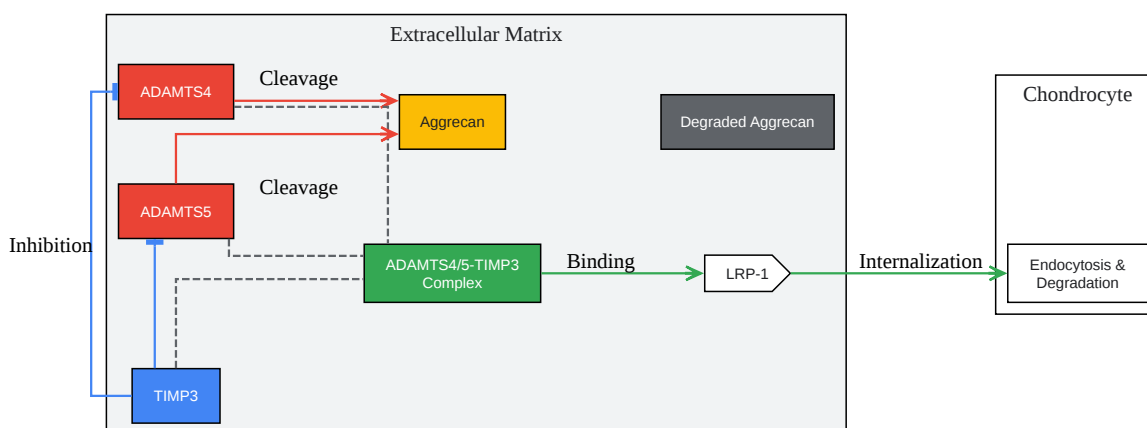 Extracellular Matrix
Cleavage
ADAMTS4
Chondrocyte
Aggrecan
Degraded Aggrecan
Cleavage
ADAMTS5
Inhibition
ADAMTS4/5-TIMP3
Complex
Binding
LRP-1
Internalization
Endocytosis &
Degradation
TIMP3